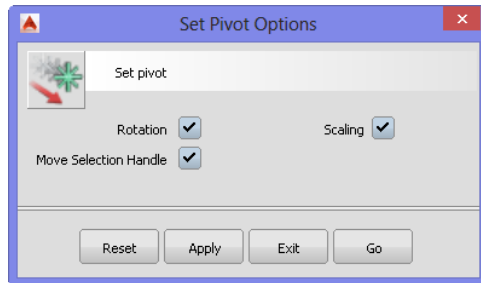 Set Pivot Options
Set pivot
Rotation Scaling
Move Selection Handle
Reset Apply Exit Go